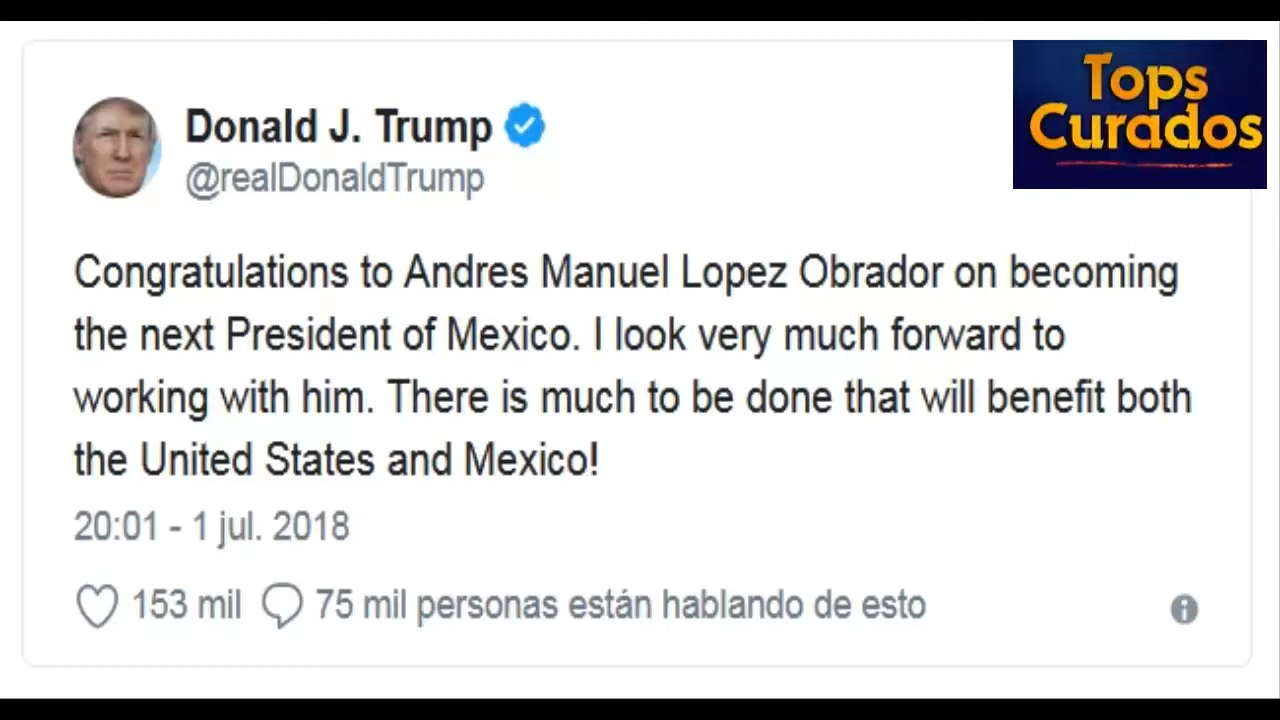 Tops
Curados
Donald J. Trump
@realDonaldTrump
Congratulations to Andres Manuel Lopez Obrador on becoming
the next President of Mexico. I look very much forward to
working with him. There is much to be done that will benefit both
the United States and Mexico!
20:01 - 1 jul. 2018
153 mil 75 mil personas están hablando de esto